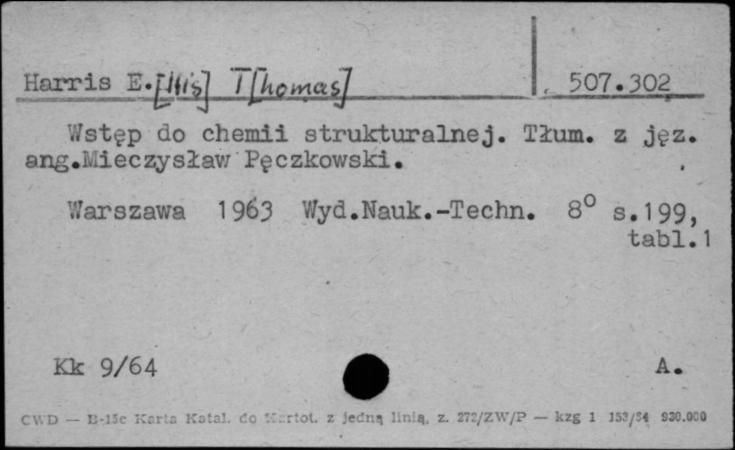 Harris E.[llis] T[homas] 507.302
Wstęp do chemii strukturalnej. Tłum. z jęz.
ang.Mieczysław Pęczkowski.
Warszawa 1963 Wyd.Nauk.-Techn. 8° s.199,
tabl.1
Kk 9/64 A.
CWD — B-15c Karta Katal. do Kartot. z jedną linią, z. 272/ZW/P — kzg 1 153/54 930.000